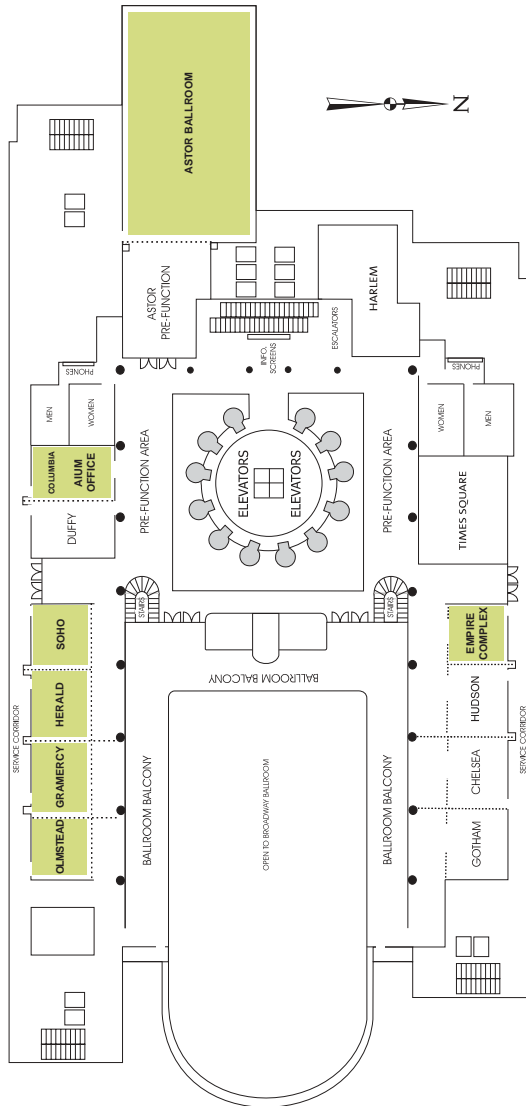 ASTOR BALLROOM
N
ASTOR
PRE-FUNCTION
HARLEM
ESCALATORS
INFO.
SCREENS
PHONES
PHONES
MEN
WOMEN
WOMEN
MEN
COLUMBIA
AIUM
OFFICE
DUFFY
PRE-FUNCTION AREA
ELEVATORS
ELEVATORS
PRE-FUNCTION AREA
TIMES SQUARE
STAIRS
STAIRS
SOHO
HERALD
GRAMERCY
OLMSTEAD
SERVICE CORRIDOR
BALLROOM BALCONY
BALLROOM BALCONY
BALLROOM BALCONY
OPEN TO BROADWAY BALLROOM
EMPIRE
COMPLEX
HUDSON
CHELSEA
GOTHAM
SERVICE CORRIDOR